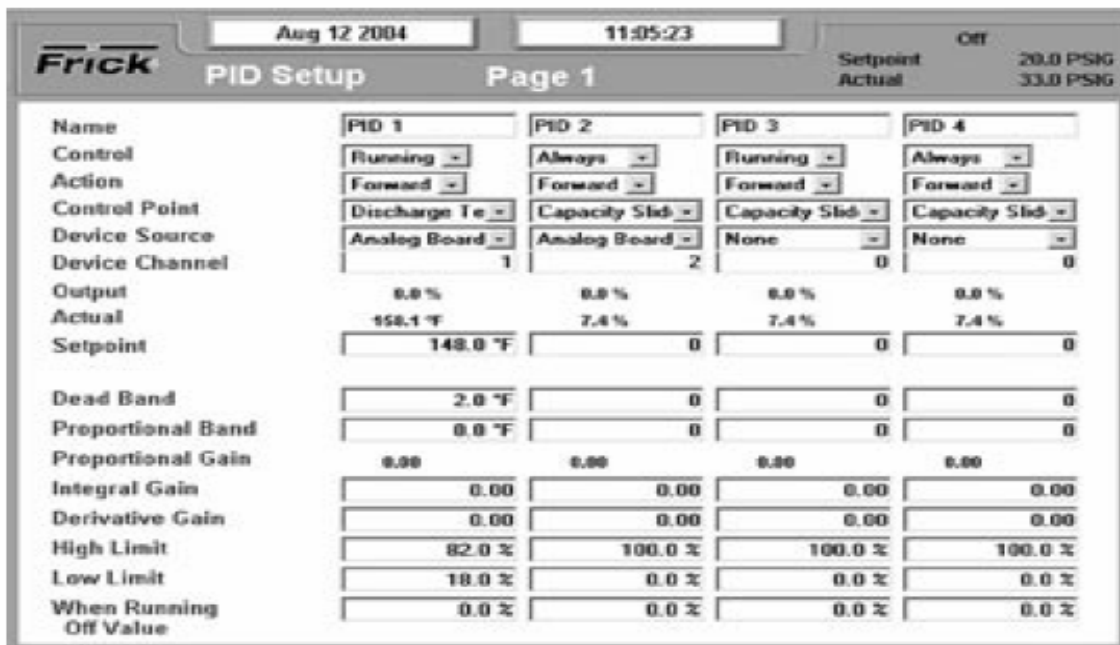 Aug 12 2004 11:05:23
Off
Frick PID Setup Page 1
Setpoint 20.0 PSIG
Actual 33.0 PSIG
Name PID 1 PID 2 PID 3 PID 4
Control Running Always Running Always
Action Forward Forward Forward Forward
Control Point Discharge Te Capacity Slid Capacity Slid Capacity Slid
Device Source Analog Board Analog Board None None
Device Channel 1 2 0 0
Output 0.0 % 0.0 % 0.0 % 0.0 %
Actual 158.1 °F 7.4 % 7.4 % 7.4 %
Setpoint 148.0 °F 0 0 0
Dead Band 2.0 °F 0 0 0
Proportional Band 0.0 °F 0 0 0
Proportional Gain 0.00 0.00 0.00 0.00
Integral Gain 0.00 0.00 0.00 0.00
Derivative Gain 0.00 0.00 0.00 0.00
High Limit 82.0 % 100.0 % 100.0 % 100.0 %
Low Limit 18.0 % 0.0 % 0.0 % 0.0 %
When Running 0.0 % 0.0 % 0.0 % 0.0 %
Off Value